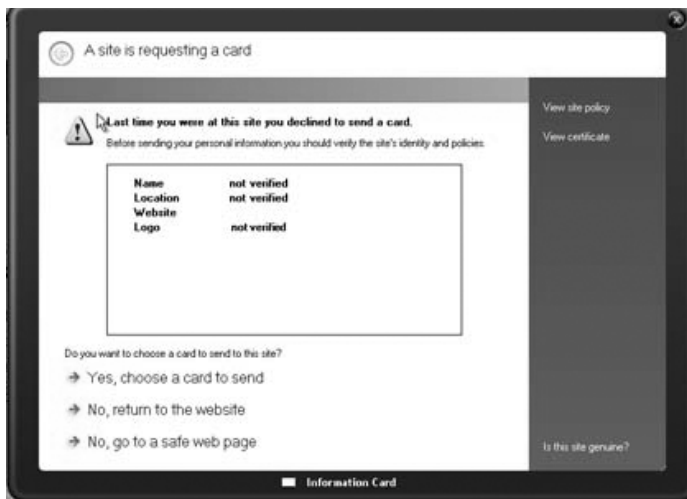 A site is requesting a card
Last time you were at this site you declined to send a card.
Before sending your personal information you should verify the site's identity and policies
Name not verified
Location not verified
Website
Logo not verified
Do you want to choose a card to send to this site?
Yes, choose a card to send
No, return to the website
No, go to a safe web page
View site policy
View certificate
Is this site genuine?
Information Card